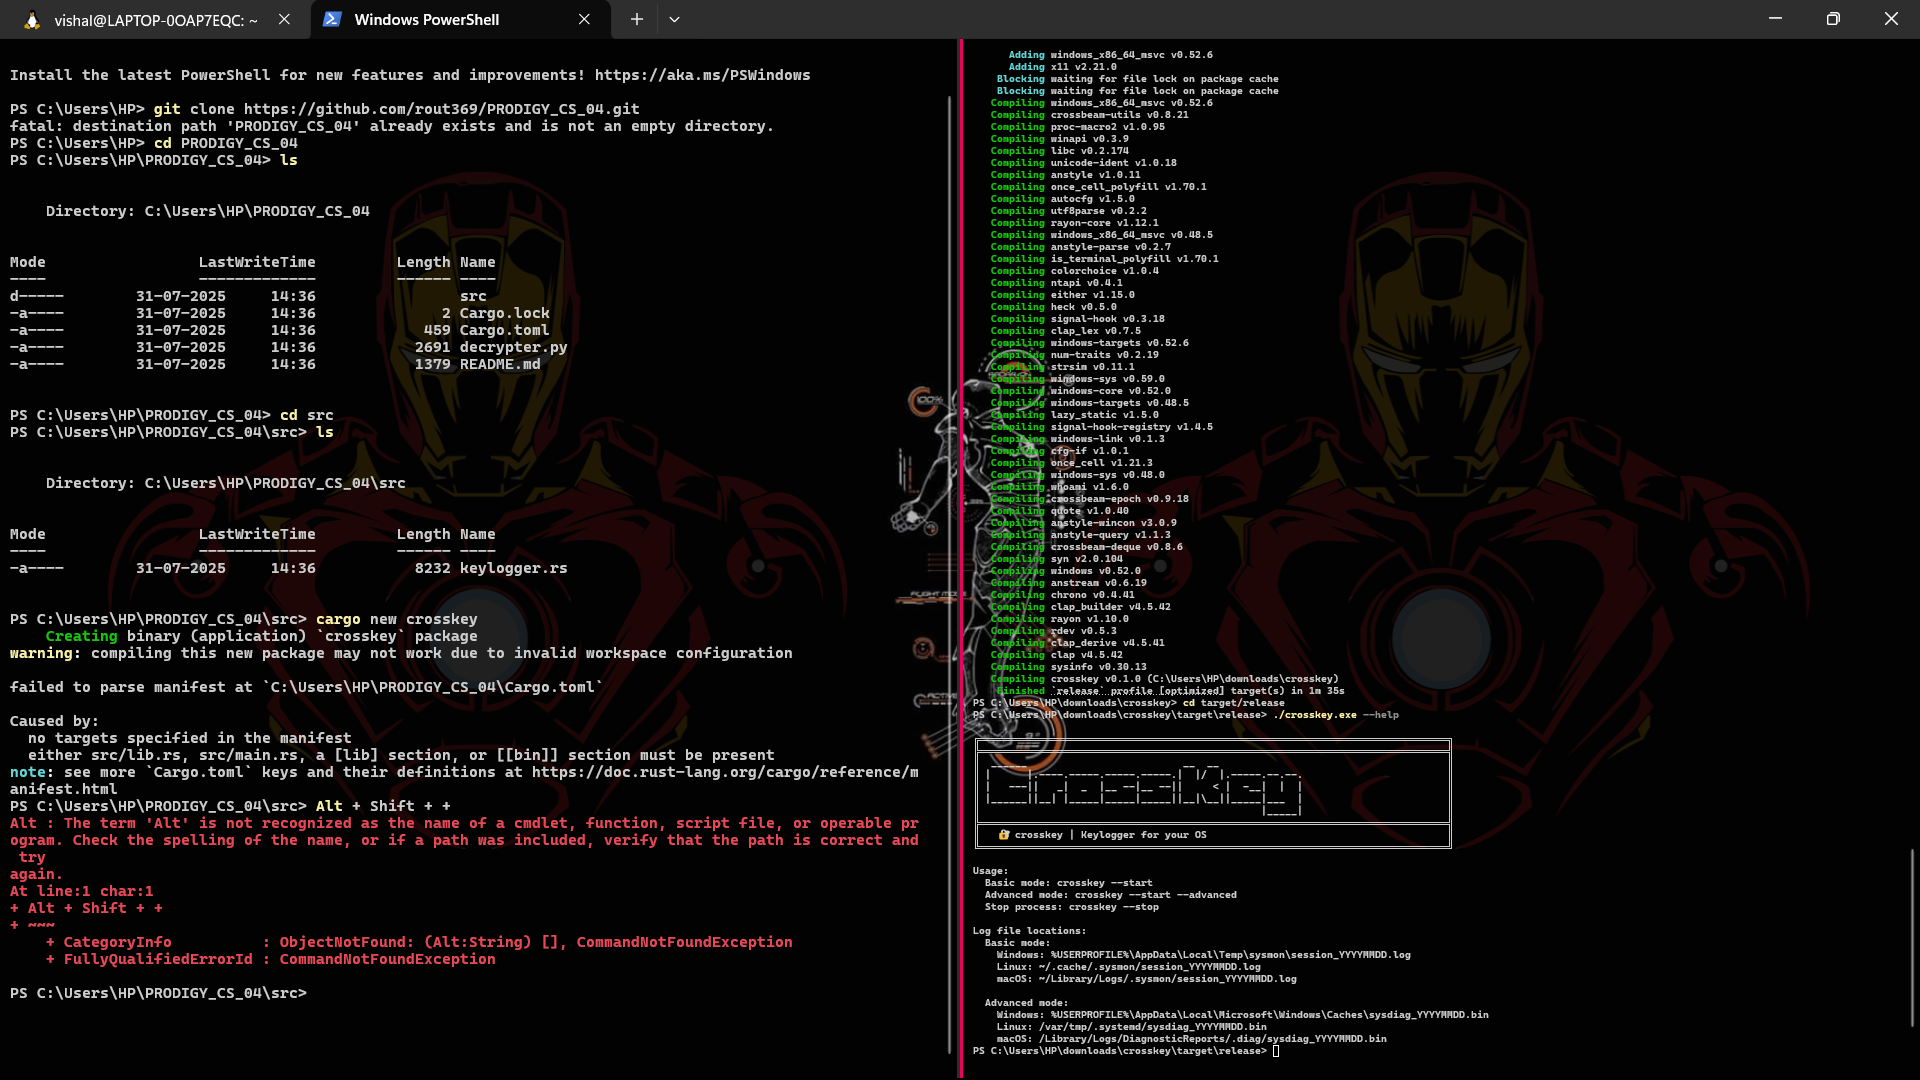 vishal@LAPTOP-0OAP7EQC: ~
Windows PowerShell
Install the latest PowerShell for new features and improvements! https://aka.ms/PSWindows
PS C:\Users\HP> git clone https://github.com/rout369/PRODIGY_CS_04.git
fatal: destination path 'PRODIGY_CS_04' already exists and is not an empty directory.
PS C:\Users\HP> cd PRODIGY_CS_04
PS C:\Users\HP\PRODIGY_CS_04> ls
Directory: C:\Users\HP\PRODIGY_CS_04
Mode LastWriteTime Length Name
---- ------------- ------ ----
d----- 31-07-2025 14:36 src
-a---- 31-07-2025 14:36 2 Cargo.lock
-a---- 31-07-2025 14:36 459 Cargo.toml
-a---- 31-07-2025 14:36 2691 decrypter.py
-a---- 31-07-2025 14:36 1379 README.md
PS C:\Users\HP\PRODIGY_CS_04> cd src
PS C:\Users\HP\PRODIGY_CS_04\src> ls
Directory: C:\Users\HP\PRODIGY_CS_04\src
Mode LastWriteTime Length Name
---- ------------- ------ ----
-a---- 31-07-2025 14:36 8232 keylogger.rs
PS C:\Users\HP\PRODIGY_CS_04\src> cargo new crosskey
Creating binary (application) `crosskey` package
warning: compiling this new package may not work due to invalid workspace configuration
failed to parse manifest at `C:\Users\HP\PRODIGY_CS_04\Cargo.toml`
Caused by:
no targets specified in the manifest
either src/lib.rs, src/main.rs, a [lib] section, or [[bin]] section must be present
note: see more `Cargo.toml` keys and their definitions at https://doc.rust-lang.org/cargo/reference/m
anifest.html
PS C:\Users\HP\PRODIGY_CS_04\src> Alt + Shift + +
Alt : The term 'Alt' is not recognized as the name of a cmdlet, function, script file, or operable pr
ogram. Check the spelling of the name, or if a path was included, verify that the path is correct and
try
again.
At line:1 char:1
+ Alt + Shift + +
+ ~~~
+ CategoryInfo : ObjectNotFound: (Alt:String) [], CommandNotFoundException
+ FullyQualifiedErrorId : CommandNotFoundException
PS C:\Users\HP\PRODIGY_CS_04\src>
Adding windows_x86_64_msvc v0.52.6
Adding x11 v2.21.0
Blocking waiting for file lock on package cache
Blocking waiting for file lock on package cache
Compiling windows_x86_64_msvc v0.52.6
Compiling crossbeam-utils v0.8.21
Compiling proc-macro2 v1.0.95
Compiling winapi v0.3.9
Compiling libc v0.2.174
Compiling unicode-ident v1.0.18
Compiling anstyle v1.0.11
Compiling once_cell_polyfill v1.70.1
Compiling autocfg v1.5.0
Compiling utf8parse v0.2.2
Compiling rayon-core v1.12.1
Compiling windows_x86_64_msvc v0.48.5
Compiling anstyle-parse v0.2.7
Compiling is_terminal_polyfill v1.70.1
Compiling colorchoice v1.0.4
Compiling ntapi v0.4.1
Compiling either v1.15.0
Compiling heck v0.5.0
Compiling signal-hook v0.3.18
Compiling clap_lex v0.7.5
Compiling windows-targets v0.52.6
Compiling num-traits v0.2.19
Compiling strsim v0.11.1
Compiling windows-sys v0.59.0
Compiling windows-core v0.52.0
Compiling windows-targets v0.48.5
Compiling lazy_static v1.5.0
Compiling signal-hook-registry v1.4.5
Compiling windows-link v0.1.3
Compiling cfg-if v1.0.1
Compiling once_cell v1.21.3
Compiling windows-sys v0.48.0
Compiling whoami v1.6.0
Compiling crossbeam-epoch v0.9.18
Compiling quote v1.0.40
Compiling anstyle-wincon v3.0.9
Compiling anstyle-query v1.1.3
Compiling crossbeam-deque v0.8.6
Compiling syn v2.0.104
Compiling windows v0.52.0
Compiling anstream v0.6.19
Compiling chrono v0.4.41
Compiling clap_builder v4.5.42
Compiling rayon v1.10.0
Compiling rdev v0.5.3
Compiling clap_derive v4.5.41
Compiling clap v4.5.42
Compiling sysinfo v0.30.13
Compiling crosskey v0.1.0 (C:\Users\HP\downloads\crosskey)
Finished `release` profile [optimized] target(s) in 1m 35s
PS C:\Users\HP\downloads\crosskey> cd target/release
PS C:\Users\HP\downloads\crosskey\target\release> ./crosskey.exe --help
CrossKey
🔐 crosskey | Keylogger for your OS
Usage:
Basic mode: crosskey --start
Advanced mode: crosskey --start --advanced
Stop process: crosskey --stop
Log file locations:
Basic mode:
Windows: %USERPROFILE%\AppData\Local\Temp\sysmon\session_YYYYMMDD.log
Linux: ~/.cache/.sysmon/session_YYYYMMDD.log
macOS: ~/Library/Logs/.sysmon/session_YYYYMMDD.log
Advanced mode:
Windows: %USERPROFILE%\AppData\Local\Microsoft\Windows\Caches\sysdiag_YYYYMMDD.bin
Linux: /var/tmp/.systemd/sysdiag_YYYYMMDD.bin
macOS: /Library/Logs/DiagnosticReports/.diag/sysdiag_YYYYMMDD.bin
PS C:\Users\HP\downloads\crosskey\target\release>
100%